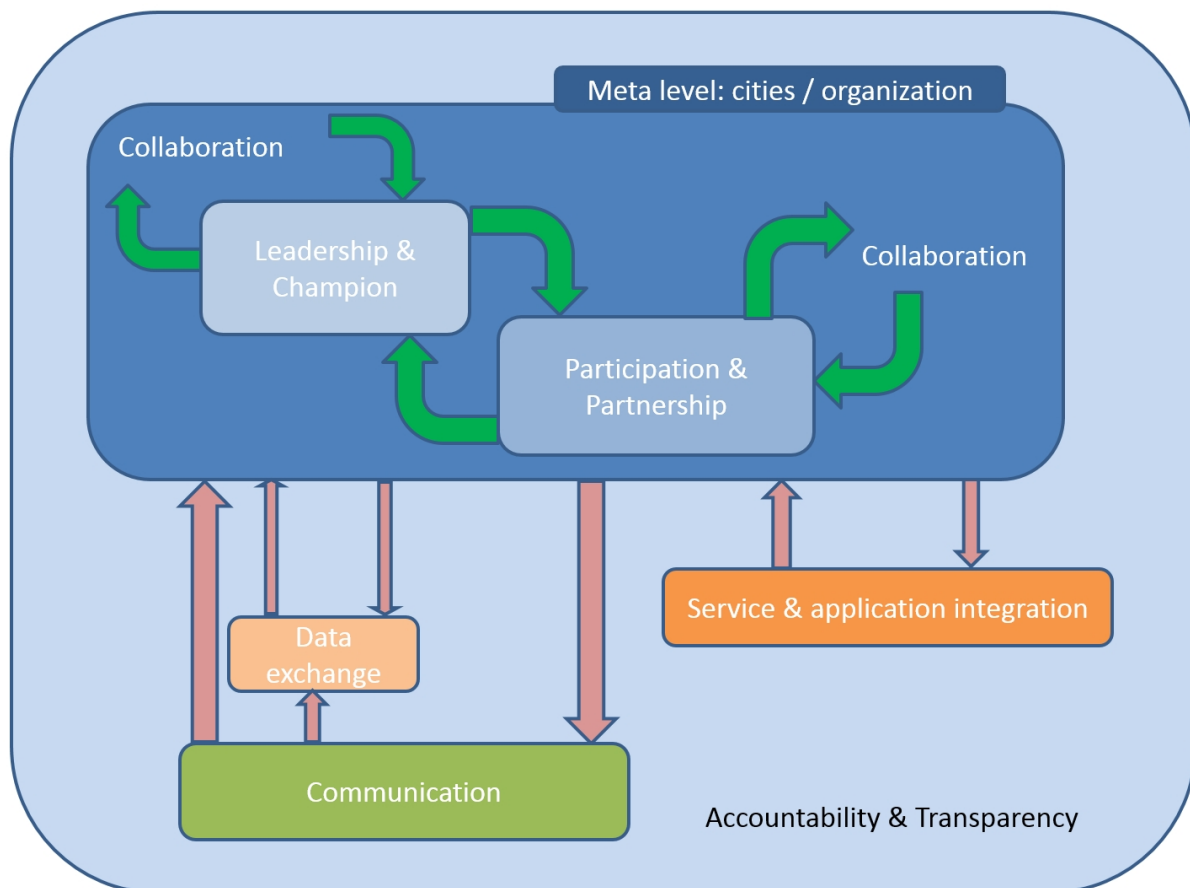 Meta level: cities / organization
Collaboration
Leadership &
Champion
Collaboration
Participation &
Partnership
Service & application integration
Data
exchange
Communication
Accountability & Transparency